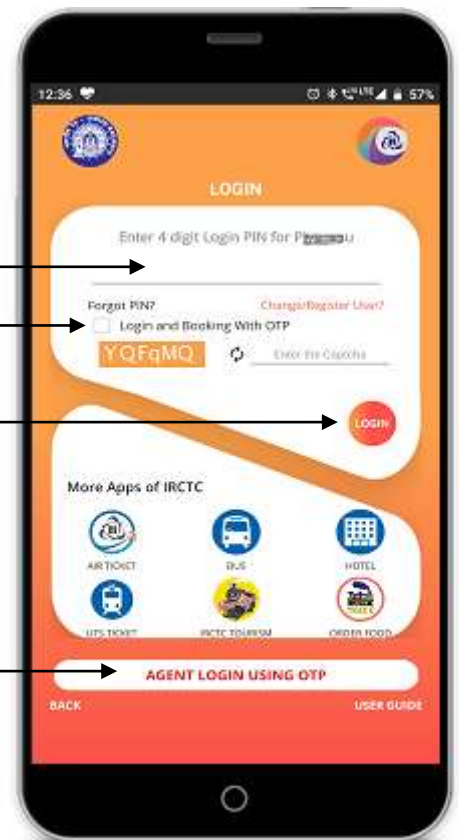 12:36 57%
LOGIN
Enter 4 digit Login PIN for
Forgot PIN? Change/Register User?
Login and Booking With OTP
YQFqMQ Enter the Captcha
LOGIN
More Apps of IRCTC
AIR TICKET BUS HOTEL
UTS TICKET IRCTC TOURISM ORDER FOOD
AGENT LOGIN USING OTP
BACK USER GUIDE